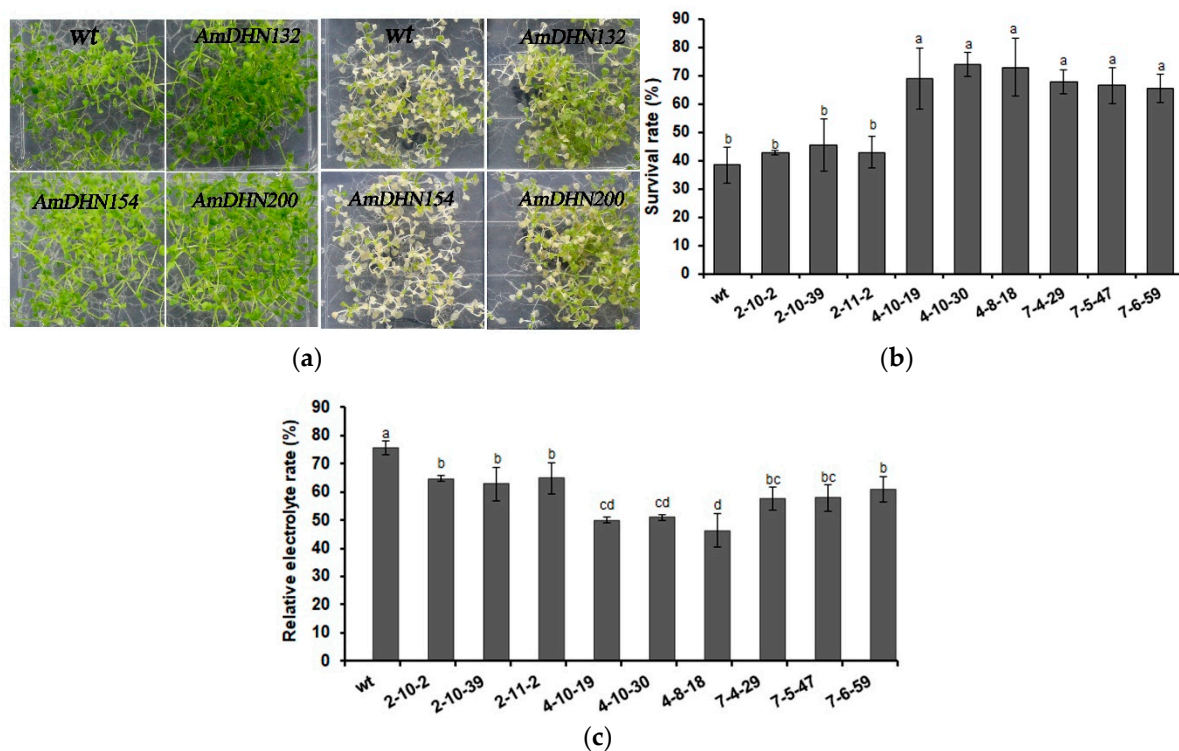 wt
AmDHN132
wt
AmDHN132
AmDHN154
AmDHN200
AmDHN154
AmDHN200
(a)
Survival rate (%)
90
80
70
60
50
40
30
20
10
0
b
b
b
b
a
a
a
a
a
a
wt
2-10-2
2-10-39
2-11-2
4-10-19
4-10-30
4-8-18
7-4-29
7-5-47
7-6-59
(b)
Relative electrolyte rate (%)
90
80
70
60
50
40
30
20
10
0
a
b
b
b
cd
cd
d
bc
bc
b
wt
2-10-2
2-10-39
2-11-2
4-10-19
4-10-30
4-8-18
7-4-29
7-5-47
7-6-59
(c)